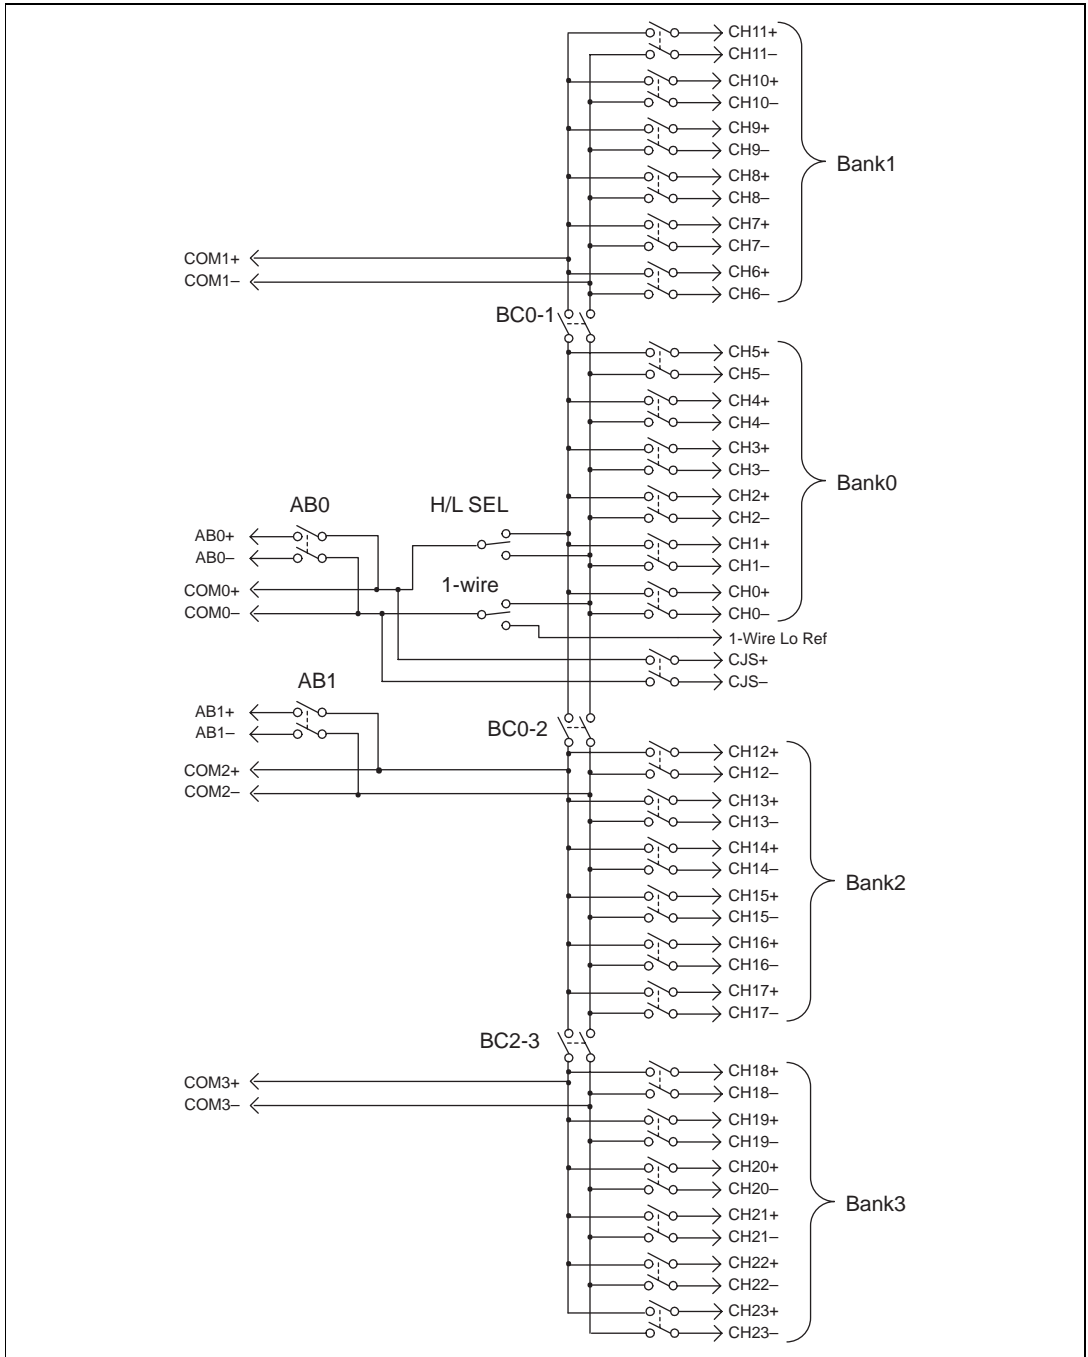 CH11+
CH11–
CH10+
CH10–
CH9+
CH9–
Bank1
CH8+
CH8–
CH7+
CH7–
COM1+
CH6+
COM1–
CH6–
BC0-1
CH5+
CH5–
CH4+
CH4–
CH3+
CH3–
Bank0
CH2+
AB0
H/L SEL
CH2–
AB0+
CH1+
AB0–
CH1–
1-wire
COM0+
CH0+
COM0–
CH0–
1-Wire Lo Ref
CJS+
AB1
CJS–
AB1+
BC0-2
AB1–
CH12+
COM2+
CH12–
COM2–
CH13+
CH13–
CH14+
CH14–
Bank2
CH15+
CH15–
CH16+
CH16–
CH17+
CH17–
BC2-3
CH18+
COM3+
CH18–
COM3–
CH19+
CH19–
CH20+
CH20–
Bank3
CH21+
CH21–
CH22+
CH22–
CH23+
CH23–